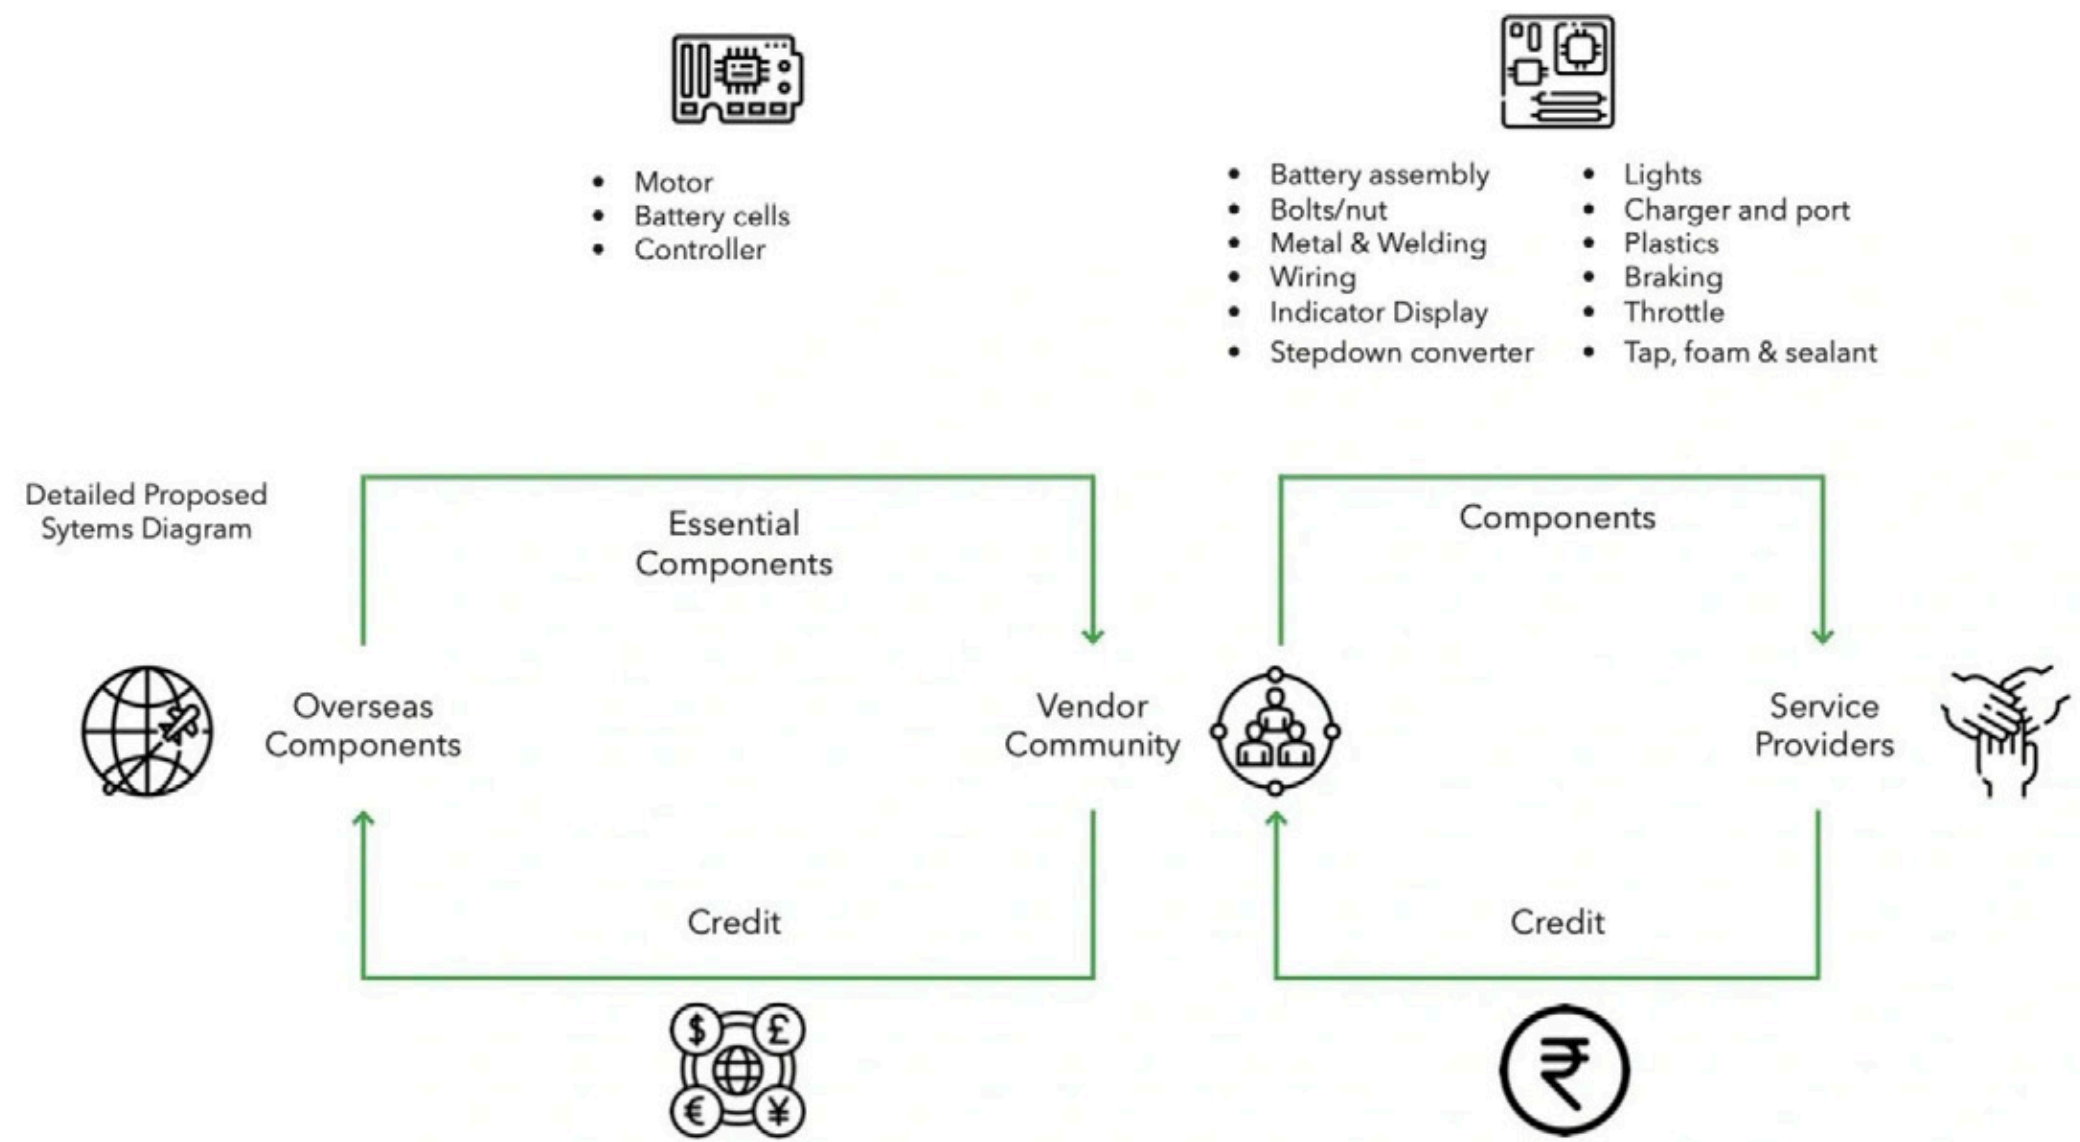 Motor
Battery cells
Controller
Battery assembly
Bolts/nut
Metal & Welding
Wiring
Indicator Display
Stepdown converter
Lights
Charger and port
Plastics
Braking
Throttle
Tap, foam & sealant
Detailed Proposed
Sytems Diagram
Essential
Components
Components
Overseas
Components
Vendor
Community
Service
Providers
Credit
Credit
$ £
€ ¥
₹